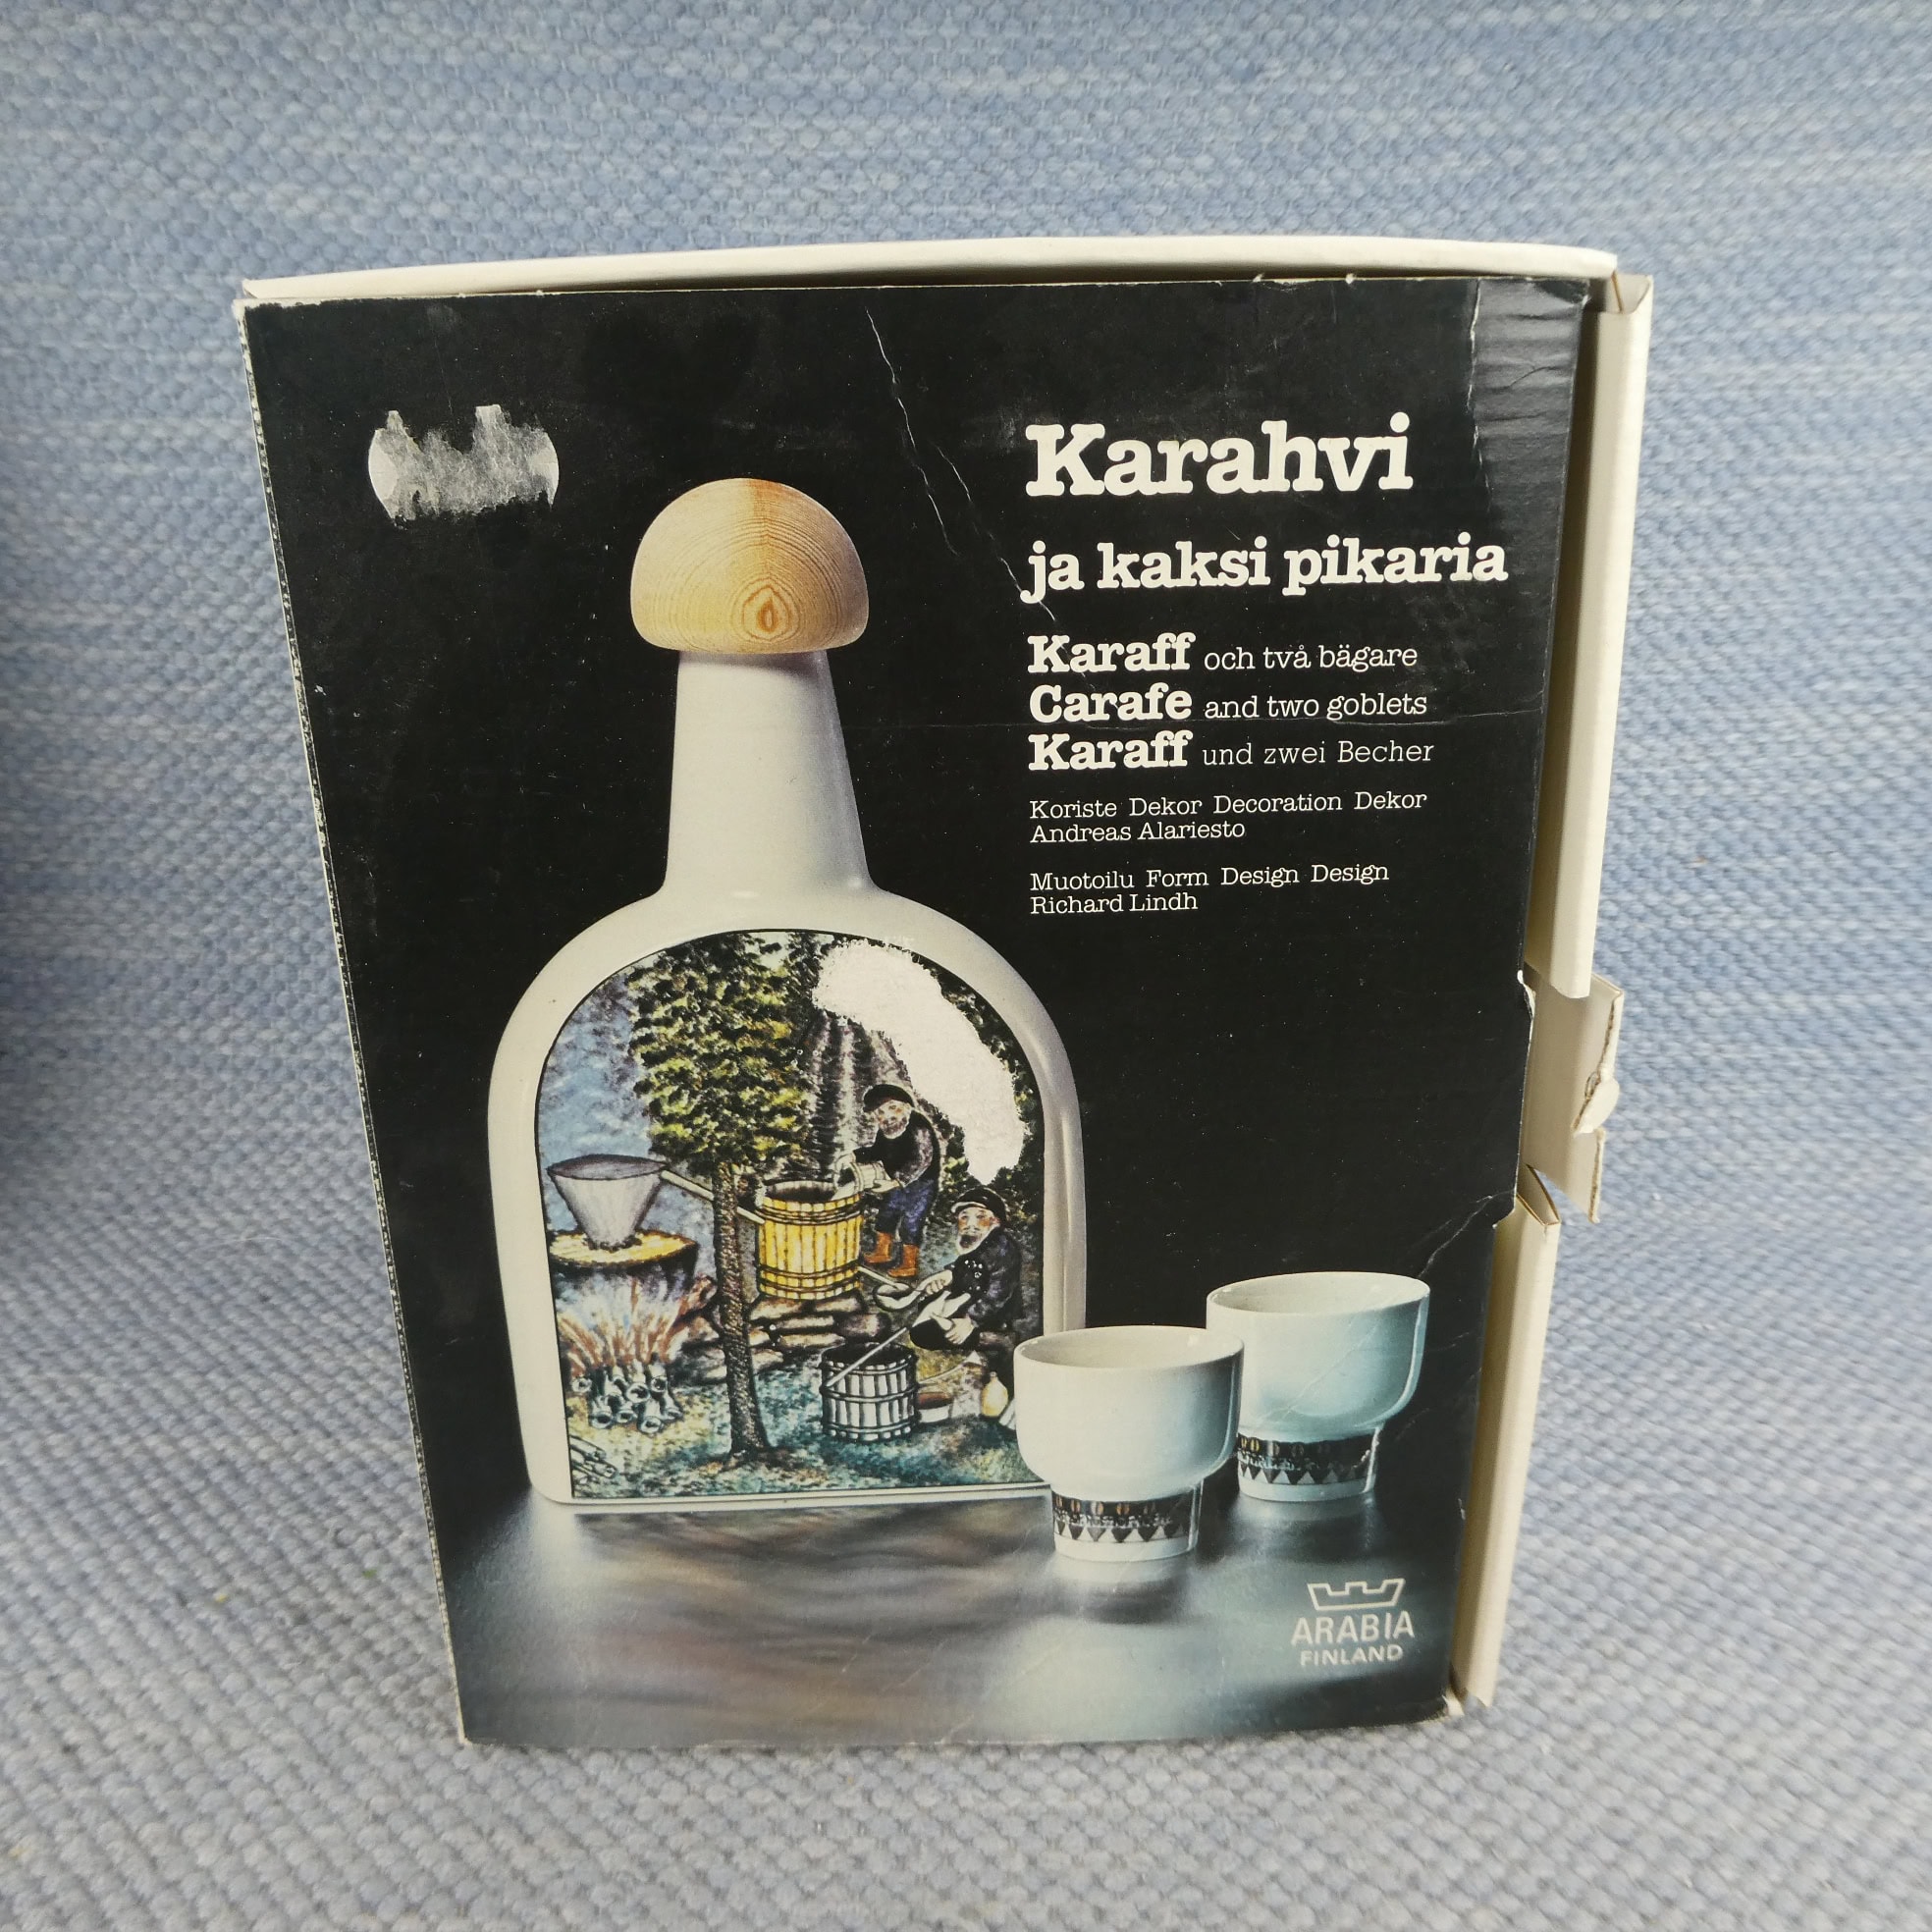 Karahvi
ja kaksi pikaria
Karaff och två bägare
Carafe and two goblets
Karaff und zwei Becher
Koriste Dekor Decoration Dekor
Andreas Alariesto
Muotoilu Form Design Design
Richard Lindh
ARABIA
FINLAND